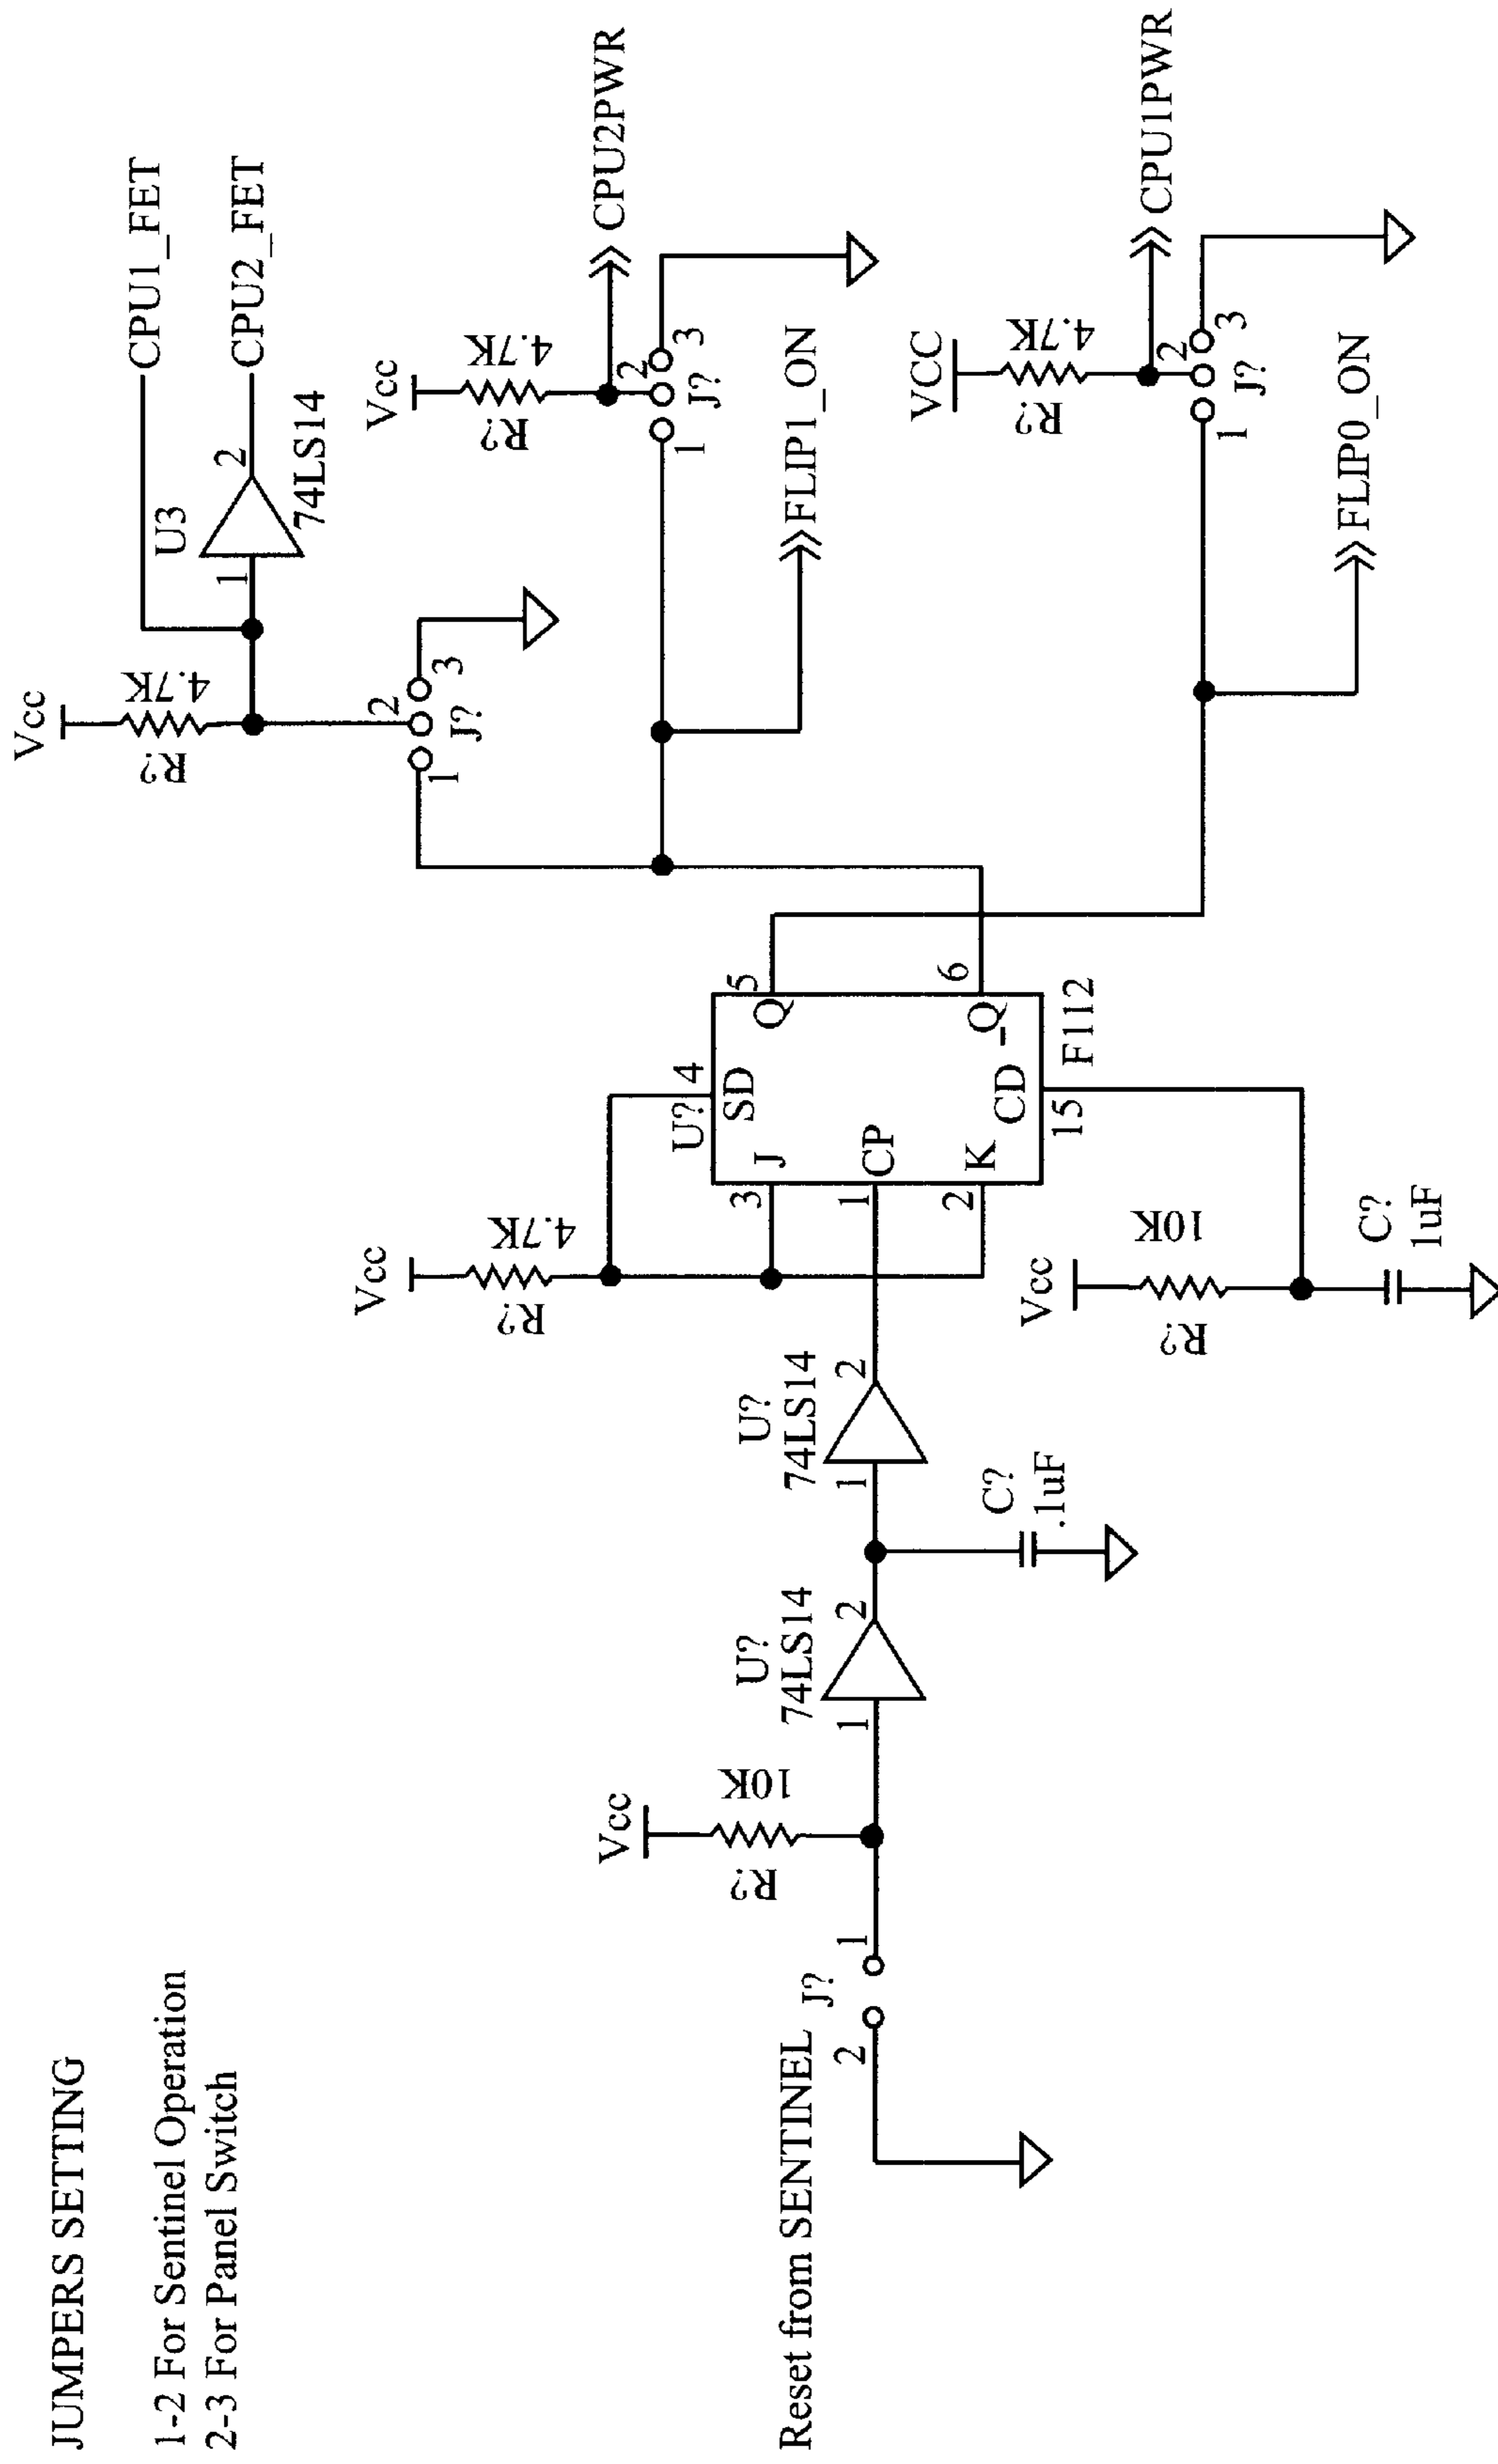 JUMPERS SETTING
1-2 For Sentinel Operation
2-3 For Panel Switch
Reset from SENTINEL
J?
2
1
Vcc
R?
10K
U?
74LS14
1
2
C?
.1uF
U?
74LS14
1
2
Vcc
R?
4.7K
U?
4
SD
3
J
1
CP
2
K
CD
15
Q
5
_Q
6
F112
Vcc
R?
10K
C?
1uF
Vcc
R?
4.7K
1
2
3
J?
U3
1
2
74LS14
CPU1_FET
CPU2_FET
Vcc
R?
4.7K
CPU2PWR
1
2
3
J?
FLIP1_ON
VCC
R?
4.7K
CPU1PWR
1
2
3
J?
FLIP0_ON